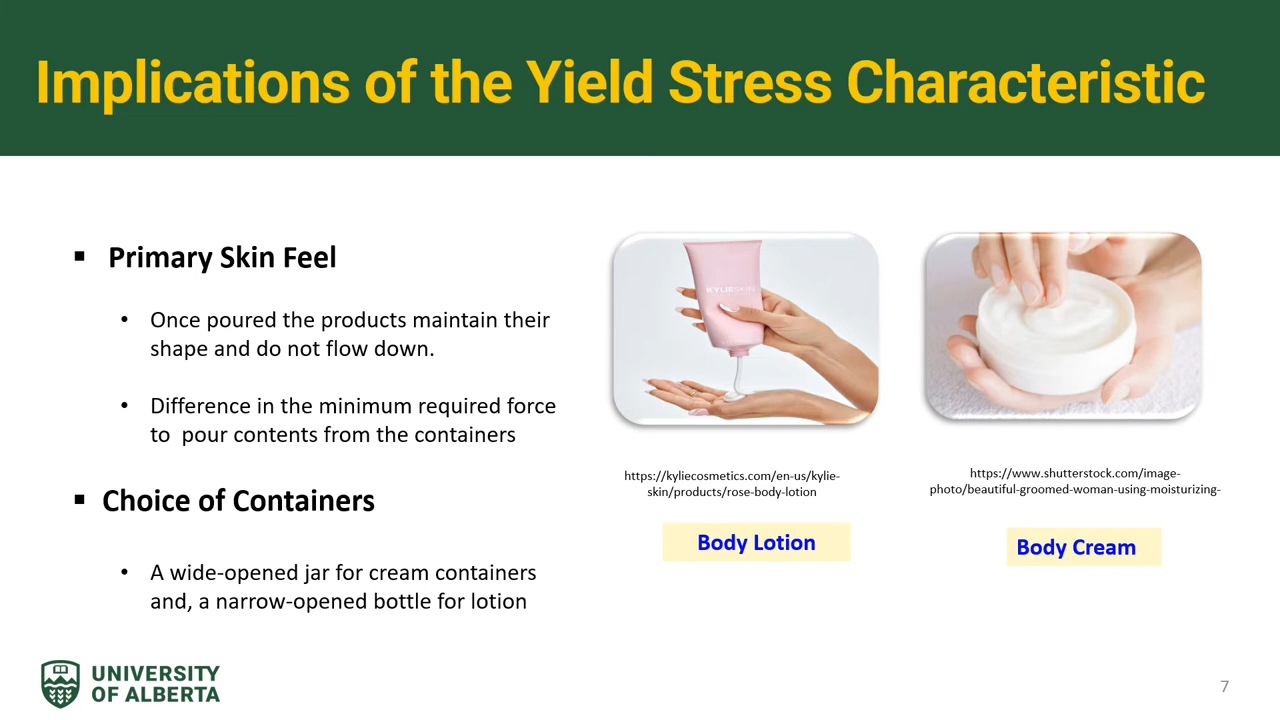 Implications of the Yield Stress Characteristic
▪ Primary Skin Feel
• Once poured the products maintain their
shape and do not flow down.
• Difference in the minimum required force
to pour contents from the containers
▪ Choice of Containers
• A wide-opened jar for cream containers
and, a narrow-opened bottle for lotion
KYLIESKIN
https://kyliecosmetics.com/en-us/kylie-
skin/products/rose-body-lotion
Body Lotion
https://www.shutterstock.com/image-
photo/beautiful-groomed-woman-using-moisturizing-
Body Cream
UNIVERSITY
OF ALBERTA
7